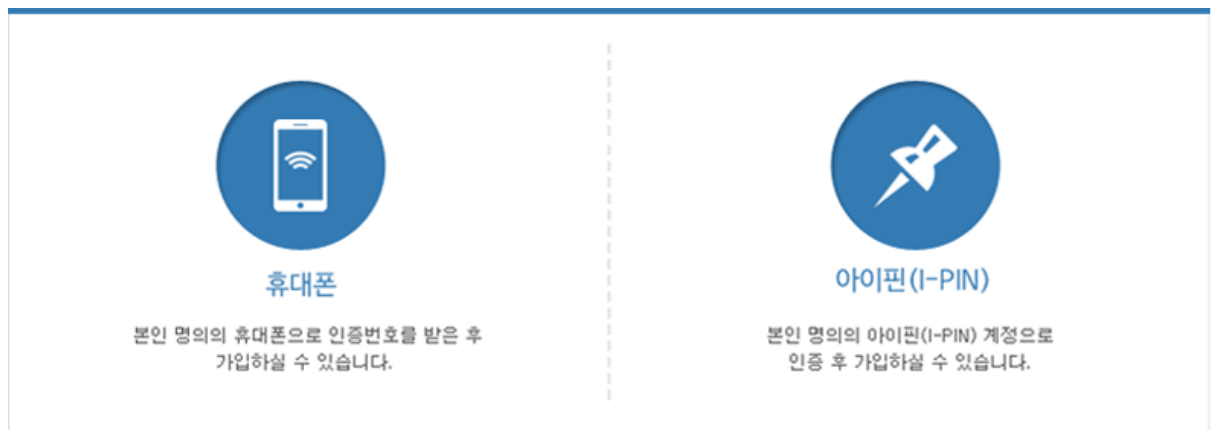 휴대폰
본인 명의의 휴대폰으로 인증번호를 받은 후
가입하실 수 있습니다.
아이핀(I-PIN)
본인 명의의 아이핀(I-PIN) 계정으로
인증 후 가입하실 수 있습니다.